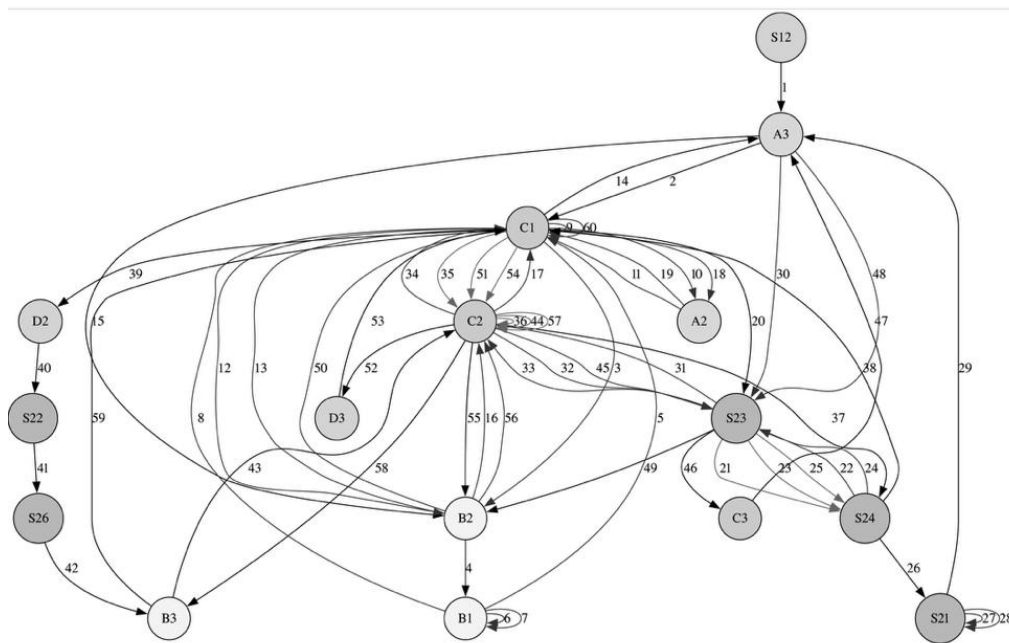 S12
1
A3
14 2
C1 9 60
39 34 35 51 54 17 11 19 10 18 30 48
D2 C2 36 44 57 A2
15 53 20 47
40 12 13 50 52 33 32 45 3 31 38 29
S22 59 8 D3 55 16 56 5 S23 37
41 43 58 49 46 21 23 25 22 24
S26 B2 C3 S24
42 4 26
B3 B1 6 7 S21 27 28